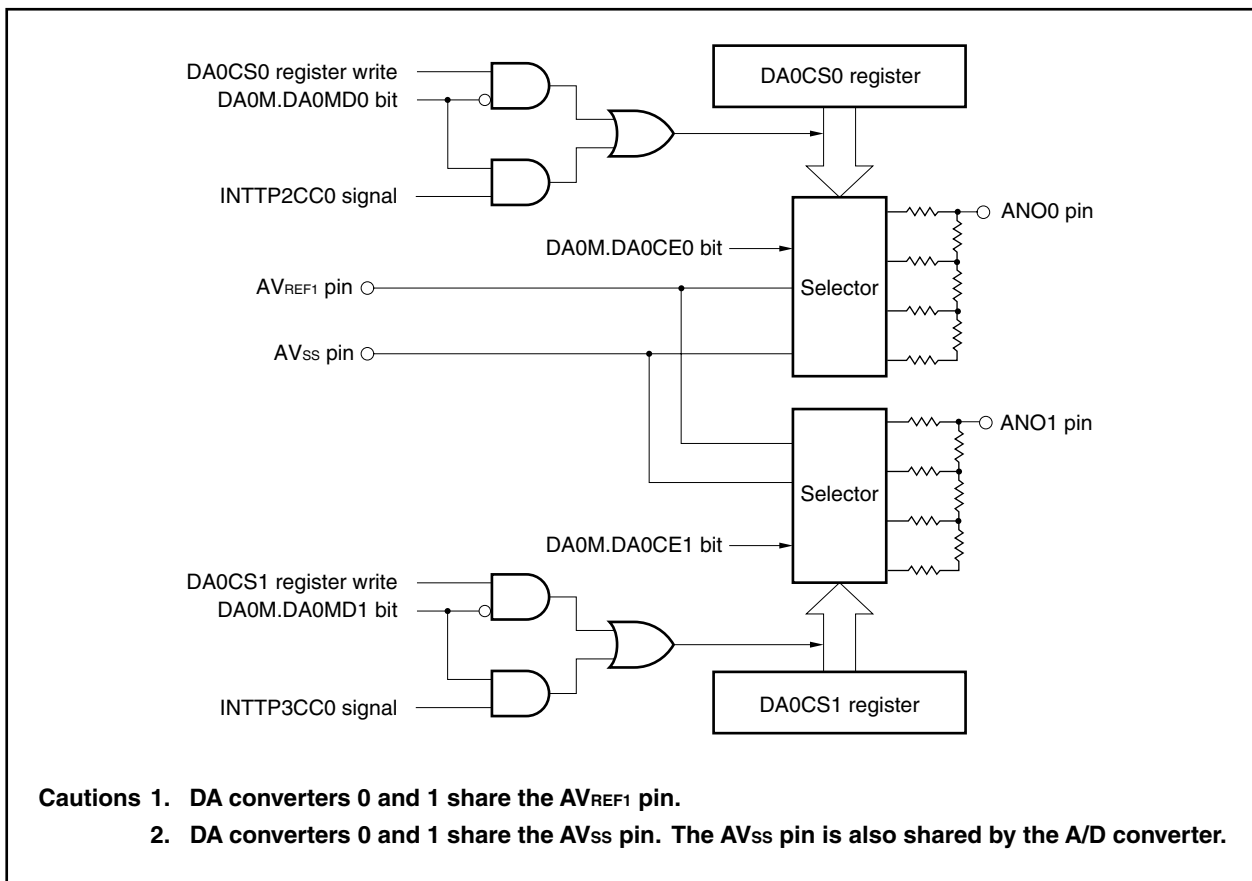 DA0CS0 register write
DA0M.DA0MD0 bit
DA0CS0 register
INTTP2CC0 signal
ANO0 pin
DA0M.DA0CE0 bit
AVREF1 pin
Selector
AVSS pin
ANO1 pin
Selector
DA0M.DA0CE1 bit
DA0CS1 register write
DA0M.DA0MD1 bit
INTTP3CC0 signal
DA0CS1 register
Cautions 1. DA converters 0 and 1 share the AVREF1 pin.
2. DA converters 0 and 1 share the AVSS pin. The AVSS pin is also shared by the A/D converter.